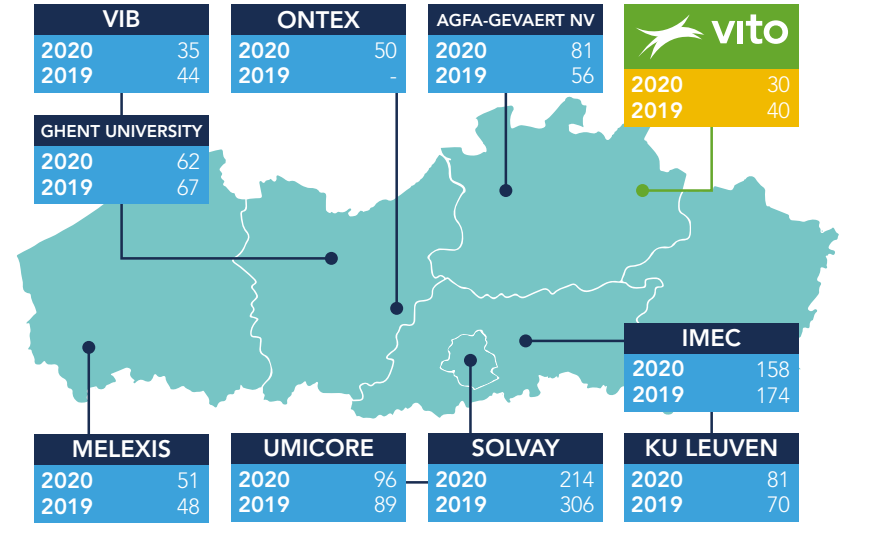 VIB
2020 35
2019 44
ONTEX
2020 50
2019 -
AGFA-GEVAERT NV
2020 81
2019 56
vito
2020 30
2019 40
GHENT UNIVERSITY
2020 62
2019 67
IMEC
2020 158
2019 174
MELEXIS
2020 51
2019 48
UMICORE
2020 96
2019 89
SOLVAY
2020 214
2019 306
KU LEUVEN
2020 81
2019 70